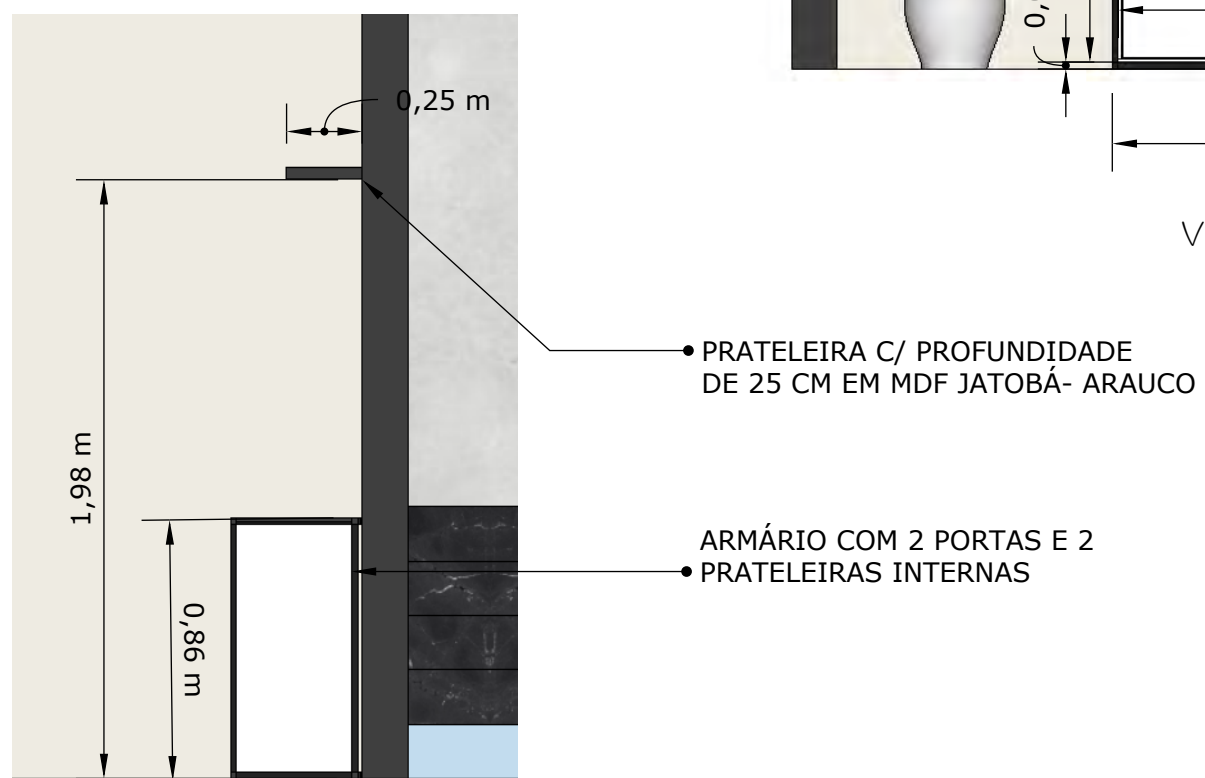 0,25 m
PRATELEIRA C/ PROFUNDIDADE
DE 25 CM EM MDF JATOBÁ- ARAUCO
1,98 m
ARMÁRIO COM 2 PORTAS E 2
PRATELEIRAS INTERNAS
0,86 m